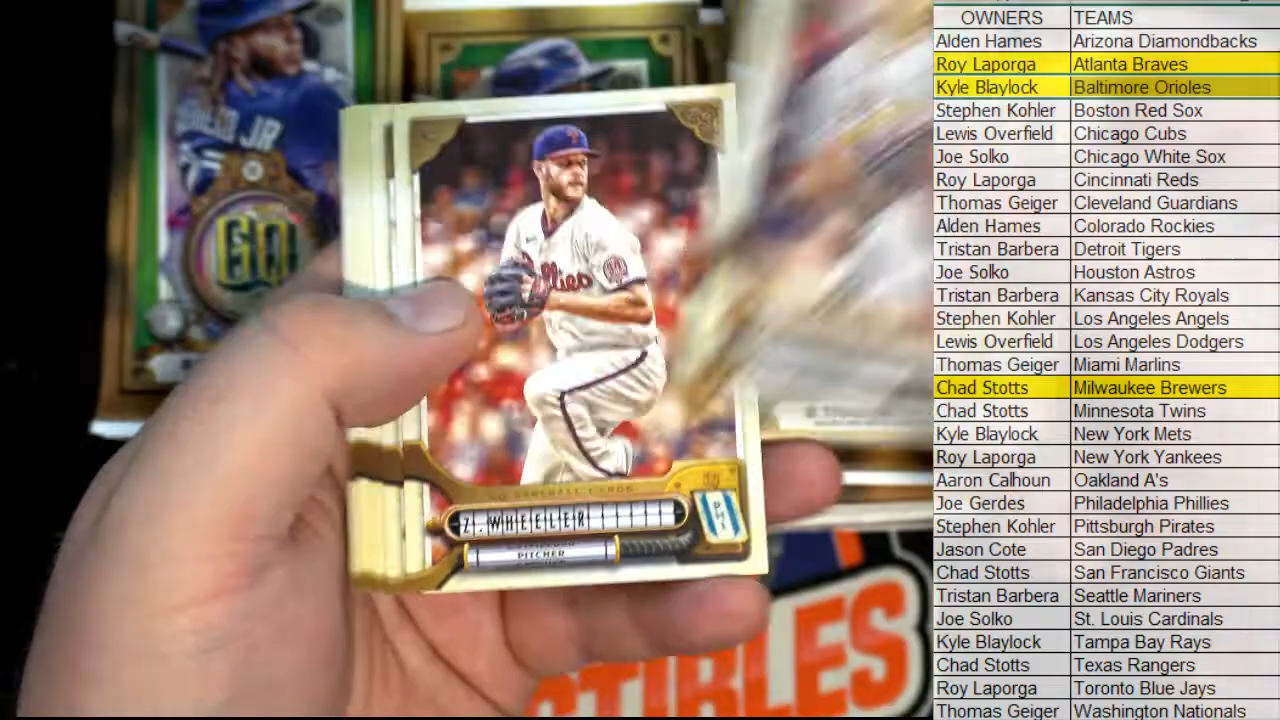 OWNERS TEAMS
Alden Hames Arizona Diamondbacks
Roy Laporga Atlanta Braves
Kyle Blaylock Baltimore Orioles
Stephen Kohler Boston Red Sox
Lewis Overfield Chicago Cubs
Joe Solko Chicago White Sox
Roy Laporga Cincinnati Reds
Thomas Geiger Cleveland Guardians
Alden Hames Colorado Rockies
Tristan Barbera Detroit Tigers
Joe Solko Houston Astros
Tristan Barbera Kansas City Royals
Stephen Kohler Los Angeles Angels
Lewis Overfield Los Angeles Dodgers
Thomas Geiger Miami Marlins
Chad Stotts Milwaukee Brewers
Chad Stotts Minnesota Twins
Kyle Blaylock New York Mets
Roy Laporga New York Yankees
Aaron Calhoun Oakland A's
Joe Gerdes Philadelphia Phillies
Stephen Kohler Pittsburgh Pirates
Jason Cote San Diego Padres
Chad Stotts San Francisco Giants
Tristan Barbera Seattle Mariners
Joe Solko St. Louis Cardinals
Kyle Blaylock Tampa Bay Rays
Chad Stotts Texas Rangers
Roy Laporga Toronto Blue Jays
Thomas Geiger Washington Nationals
JR
GQ
Phillies
GQ BASEBALL CARDS
Z. WHEELER
PITCHER
PHI
TIBLES